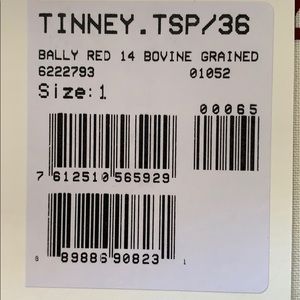 TINNEY.TSP/36
BALLY RED 14 BOVINE GRAINED
6222793 01052
Size:1
00065
7 612510 565929
8 89886 90823 1